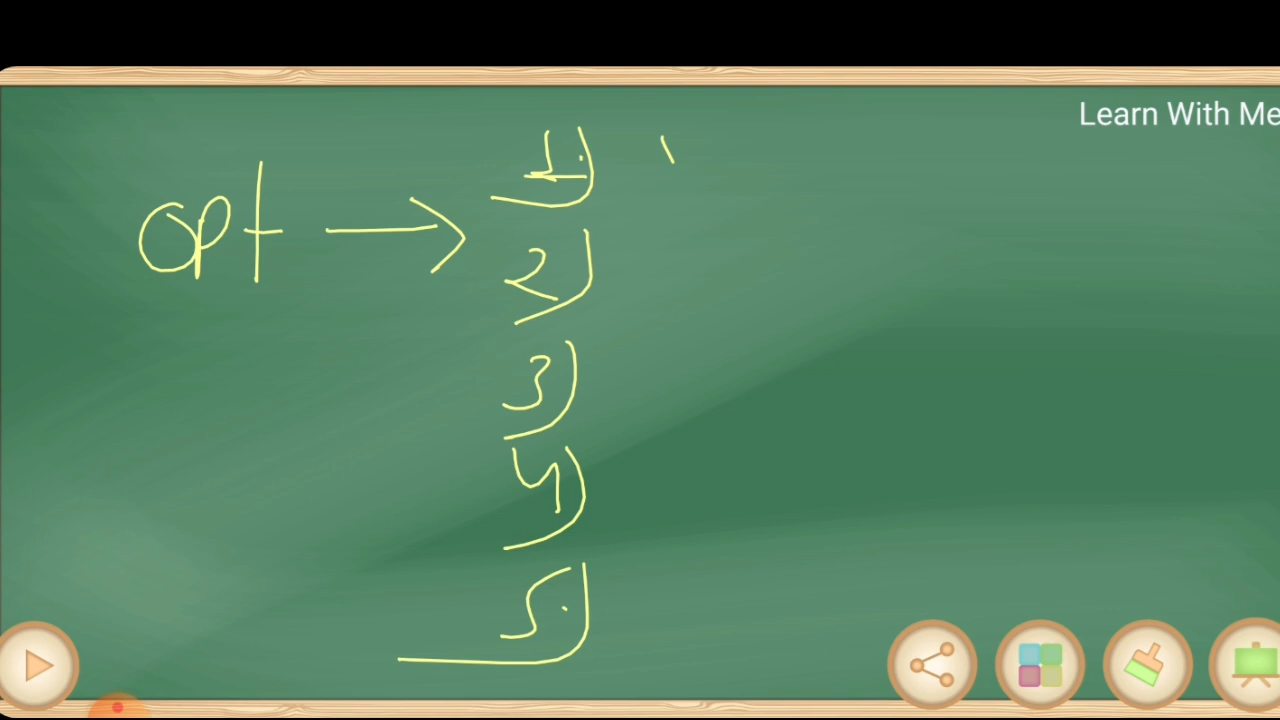 Learn With Me
opt → 1)
2)
3)
4)
5)